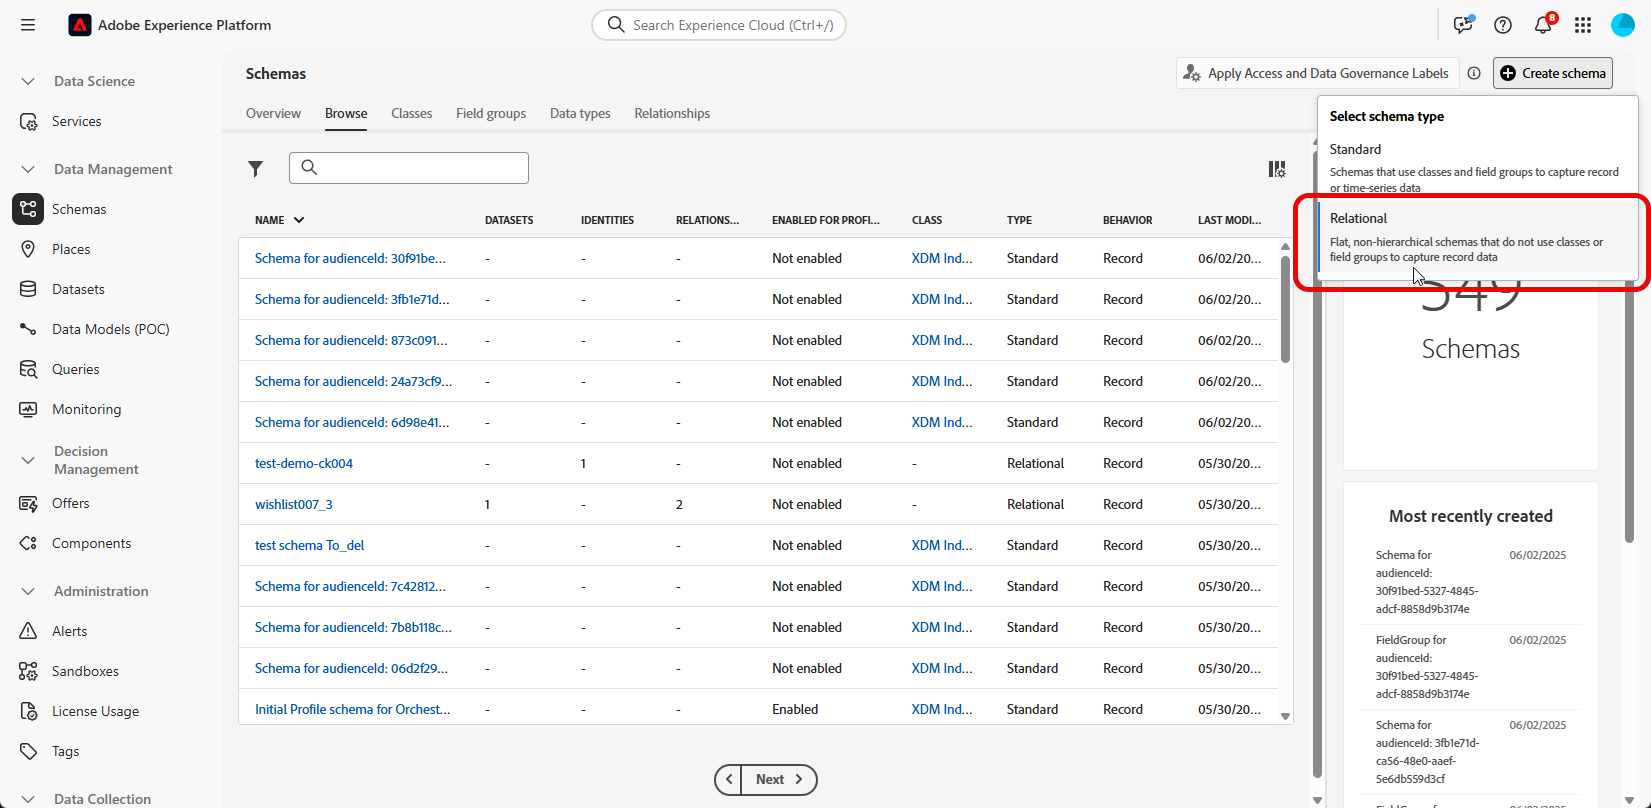 Adobe Experience Platform
Search Experience Cloud (Ctrl+/)
8
Data Science
Services
Data Management
Schemas
Places
Datasets
Data Models (POC)
Queries
Monitoring
Decision
Management
Offers
Components
Administration
Alerts
Sandboxes
License Usage
Tags
Data Collection
Schemas
Apply Access and Data Governance Labels
Create schema
Overview Browse Classes Field groups Data types Relationships
Select schema type
Standard
Schemas that use classes and field groups to capture record
or time-series data
Relational
Flat, non-hierarchical schemas that do not use classes or
field groups to capture record data
NAME DATASETS IDENTITIES RELATIONS... ENABLED FOR PROFI... CLASS TYPE BEHAVIOR LAST MODI...
Schema for audienceId: 30f91be... - - - Not enabled XDM Ind... Standard Record 06/02/20...
Schema for audienceId: 3fb1e71d... - - - Not enabled XDM Ind... Standard Record 06/02/20...
Schema for audienceId: 873c091... - - - Not enabled XDM Ind... Standard Record 06/02/20...
Schema for audienceId: 24a73cf9... - - - Not enabled XDM Ind... Standard Record 06/02/20...
Schema for audienceId: 6d98e41... - - - Not enabled XDM Ind... Standard Record 06/02/20...
test-demo-ck004 - 1 - Not enabled - Relational Record 05/30/20...
wishlist007_3 1 - 2 Not enabled - Relational Record 05/30/20...
test schema To_del - - - Not enabled XDM Ind... Standard Record 05/30/20...
Schema for audienceId: 7c42812... - - - Not enabled XDM Ind... Standard Record 05/30/20...
Schema for audienceId: 7b8b118c... - - - Not enabled XDM Ind... Standard Record 05/30/20...
Schema for audienceId: 06d2f29... - - - Not enabled XDM Ind... Standard Record 05/30/20...
Initial Profile schema for Orchest... - - - Enabled XDM Ind... Standard Record 05/30/20...
Next
549
Schemas
Most recently created
Schema for 06/02/2025
audienceId:
30f91bed-5327-4845-
adcf-8858d9b3174e
FieldGroup for 06/02/2025
audienceId:
30f91bed-5327-4845-
adcf-8858d9b3174e
Schema for 06/02/2025
audienceId: 3fb1e71d-
ca56-48e0-aaef-
5e6db559d3cf